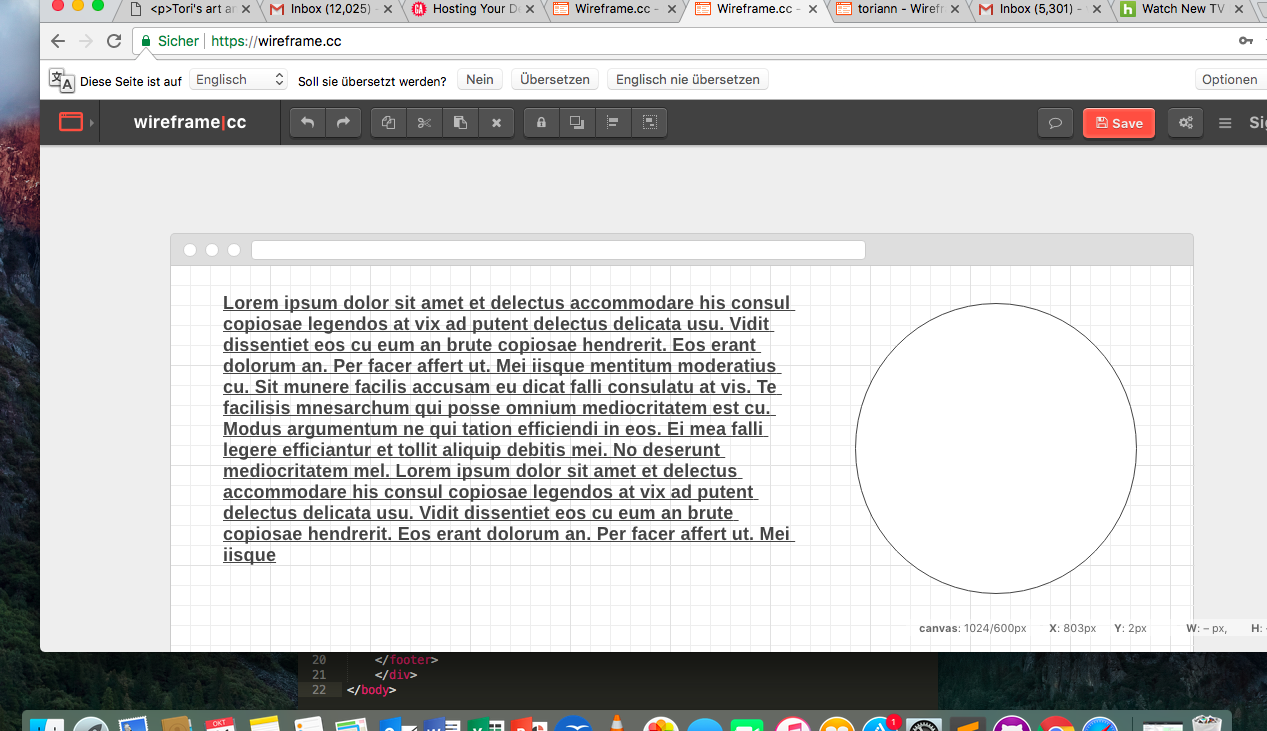 <p>Tori's art ar
Inbox (12,025) -
Hosting Your De
Wireframe.cc -
Wireframe.cc -
toriann - Wirefr
Inbox (5,301) -
Watch New TV
Sicher
https://wireframe.cc
Diese Seite ist auf Englisch Soll sie übersetzt werden? Nein Übersetzen Englisch nie übersetzen Optionen
wireframe|cc Save Sig
Lorem ipsum dolor sit amet et delectus accommodare his consul
copiosae legendos at vix ad putent delectus delicata usu. Vidit
dissentiet eos cu eum an brute copiosae hendrerit. Eos erant
dolorum an. Per facer affert ut. Mei iisque mentitum moderatius
cu. Sit munere facilis accusam eu dicat falli consulatu at vis. Te
facilisis mnesarchum qui posse omnium mediocritatem est cu.
Modus argumentum ne qui tation efficiendi in eos. Ei mea falli
legere efficiantur et tollit aliquip debitis mei. No deserunt
mediocritatem mel. Lorem ipsum dolor sit amet et delectus
accommodare his consul copiosae legendos at vix ad putent
delectus delicata usu. Vidit dissentiet eos cu eum an brute
copiosae hendrerit. Eos erant dolorum an. Per facer affert ut. Mei
iisque
canvas: 1024/600px X: 803px Y: 2px W: – px, H: -
20 </footer>
21 </div>
22 </body>
OKT
1